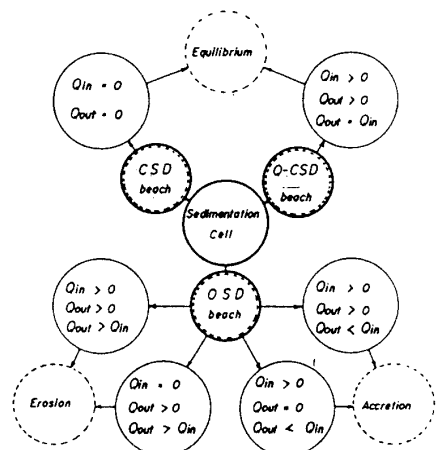 Equilibrium
Qin = 0
Qout = 0
Qin > 0
Qout > 0
Qout = Qin
CSD
beach
Q-CSD
beach
Sedimentation
Cell
OSD
beach
Qin > 0
Qout > 0
Qout > Qin
Qin > 0
Qout > 0
Qout < Qin
Erosion
Qin = 0
Qout > 0
Qout > Qin
Qin > 0
Qout = 0
Qout < Qin
Accretion